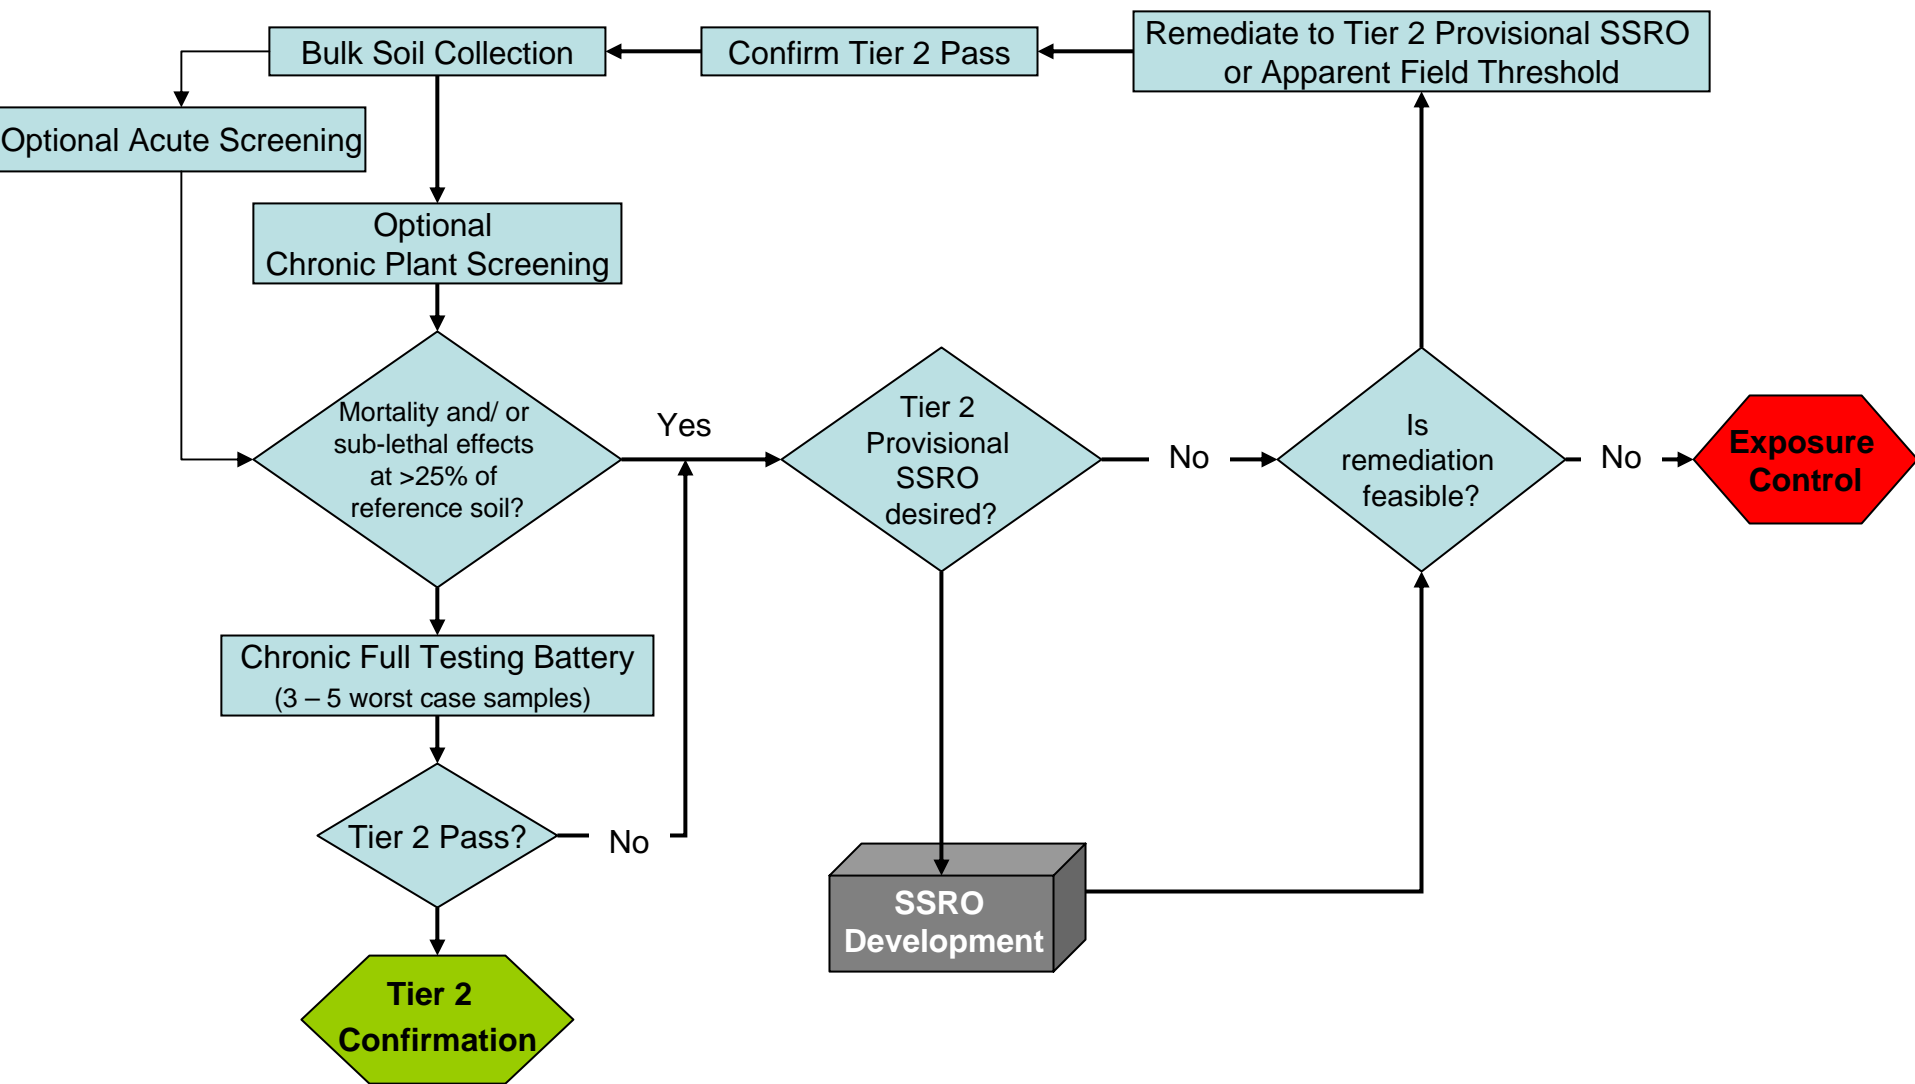 Bulk Soil Collection
Confirm Tier 2 Pass
Remediate to Tier 2 Provisional SSRO
or Apparent Field Threshold
Optional Acute Screening
Optional
Chronic Plant Screening
Mortality and/ or
sub-lethal effects
at >25% of
reference soil?
Yes
Tier 2
Provisional
SSRO
desired?
No
Is
remediation
feasible?
No
Exposure
Control
Chronic Full Testing Battery
(3 – 5 worst case samples)
Tier 2 Pass?
No
SSRO
Development
Tier 2
Confirmation